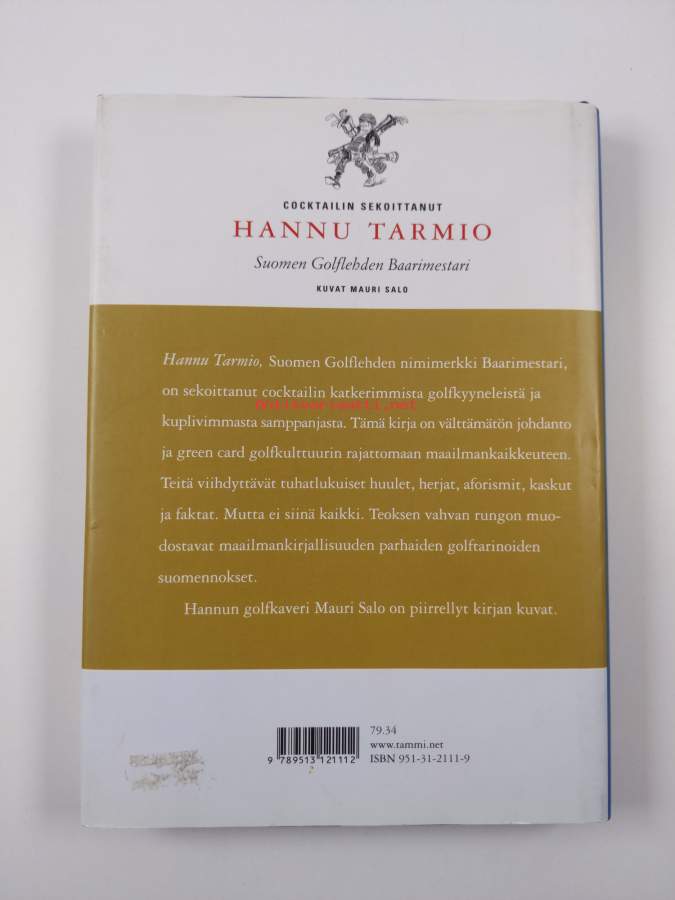 COCKTAILIN SEKOITTANUT
HANNU TARMIO
Suomen Golflehden Baarimestari
KUVAT MAURI SALO
Hannu Tarmio, Suomen Golflehden nimimerkki Baarimestari,
on sekoittanut cocktailin katkerimmista golfkyyneleistä ja
kuplivimmasta samppanjasta. Tämä kirja on välttämätön johdanto
ja green card golfkulttuurin rajattomaan maailmankaikkeuteen.
Teitä viihdyttävät tuhatlukuiset huulet, herjat, aforismit, kaskut
ja faktat. Mutta ei siinä kaikki. Teoksen vahvan rungon muo-
dostavat maailmankirjallisuuden parhaiden golftarinoiden
suomennokset.
Hannun golfkaveri Mauri Salo on piirrellyt kirjan kuvat.
79.34
www.tammi.net
ISBN 951-31-2111-9
9 789513 121112